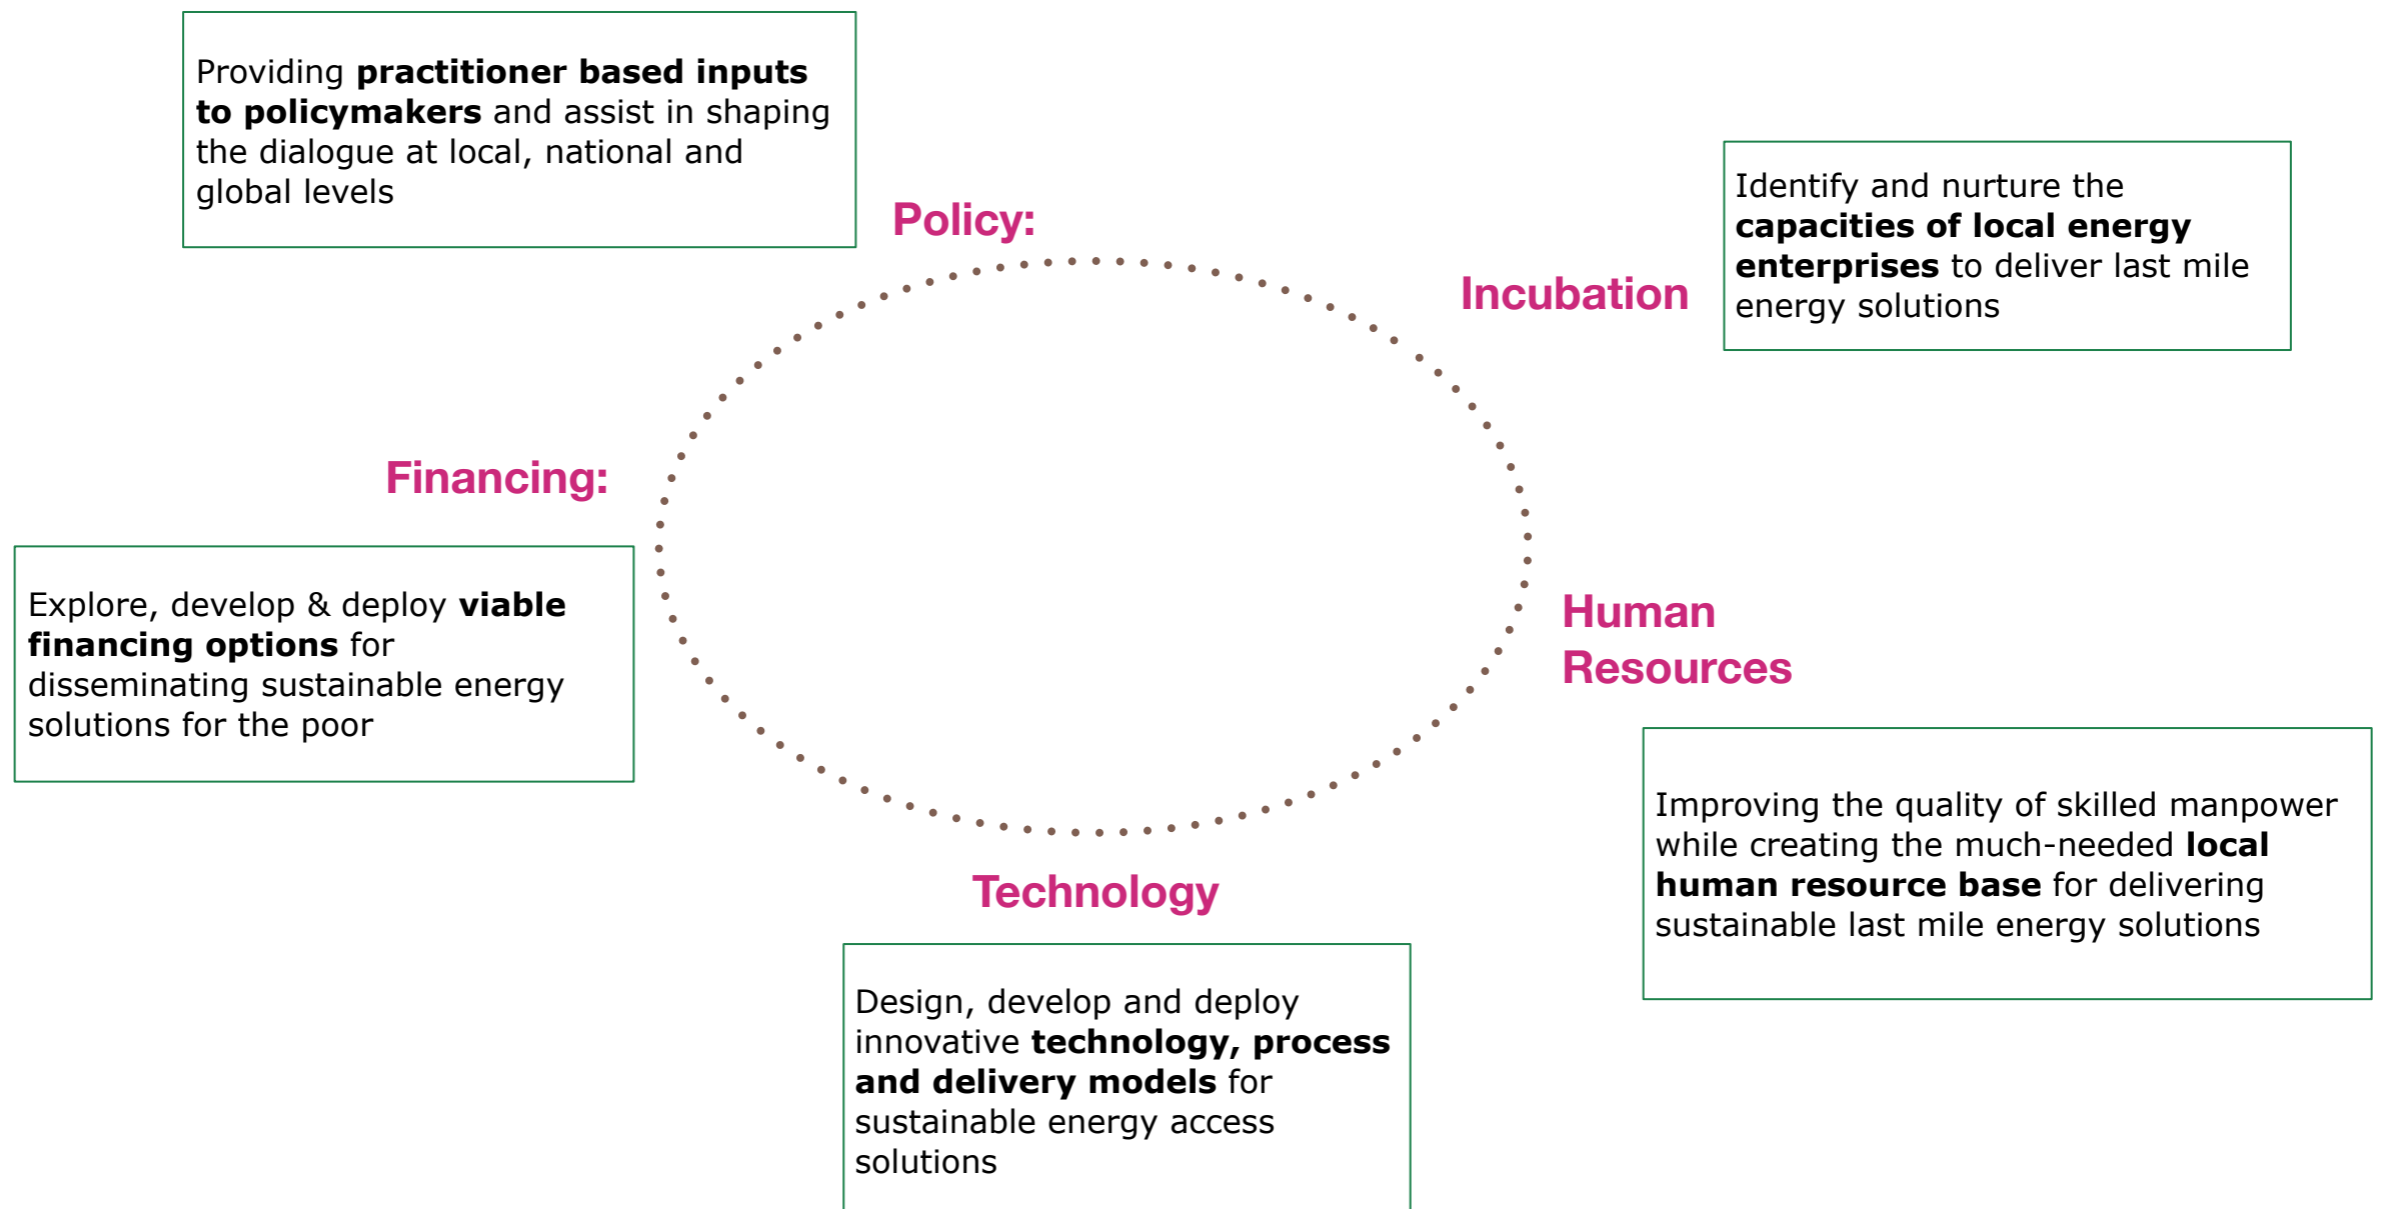 Providing practitioner based inputs
to policymakers and assist in shaping
the dialogue at local, national and
global levels
Policy:
Identify and nurture the
capacities of local energy
enterprises to deliver last mile
energy solutions
Incubation
Financing:
Explore, develop & deploy viable
financing options for
disseminating sustainable energy
solutions for the poor
Human
Resources
Improving the quality of skilled manpower
while creating the much-needed local
human resource base for delivering
sustainable last mile energy solutions
Technology
Design, develop and deploy
innovative technology, process
and delivery models for
sustainable energy access
solutions